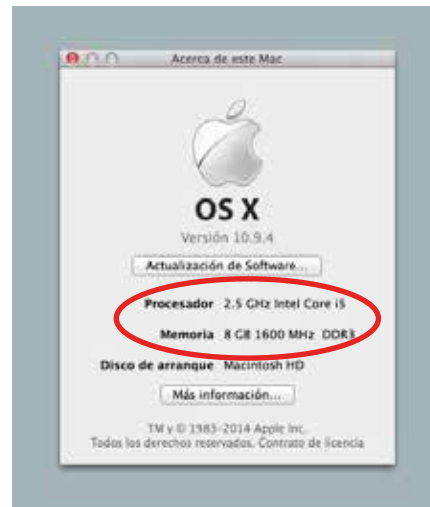 Acerca de este Mac
OS X
Versión 10.9.4
Actualización de Software...
Procesador 2.5 GHz Intel Core i5
Memoria 8 GB 1600 MHz DDR3
Disco de arranque Macintosh HD
Más información...
TM y © 1983-2014 Apple Inc.
Todos los derechos reservados. Contrato de licencia